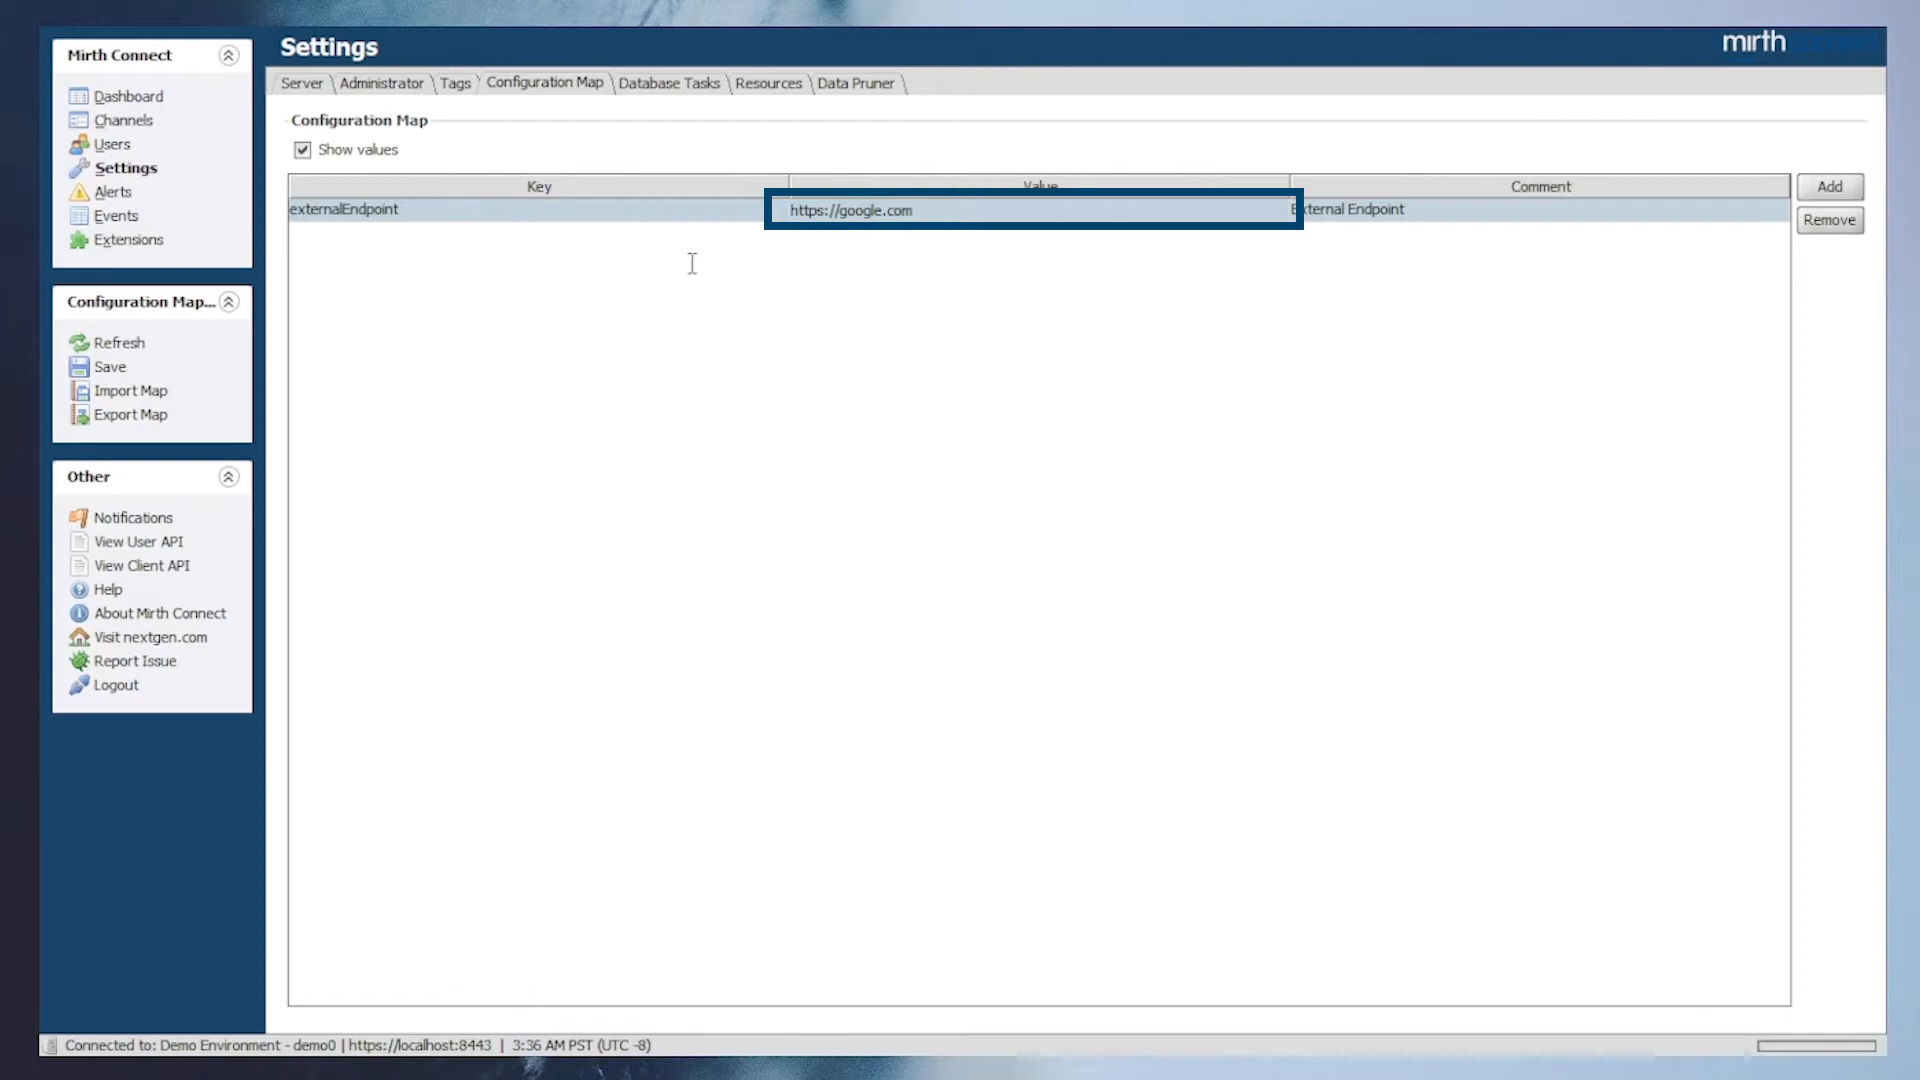 Mirth Connect
Dashboard
Channels
Users
Settings
Alerts
Events
Extensions
Configuration Map...
Refresh
Save
Import Map
Export Map
Other
Notifications
View User API
View Client API
Help
About Mirth Connect
Visit nextgen.com
Report Issue
Logout
Settings
mirth
Server Administrator Tags Configuration Map Database Tasks Resources Data Pruner
Configuration Map
Show values
Key Value Comment
externalEndpoint https://google.com External Endpoint
Add
Remove
Connected to: Demo Environment - demo0 | https://localhost:8443 | 3:36 AM PST (UTC -8)